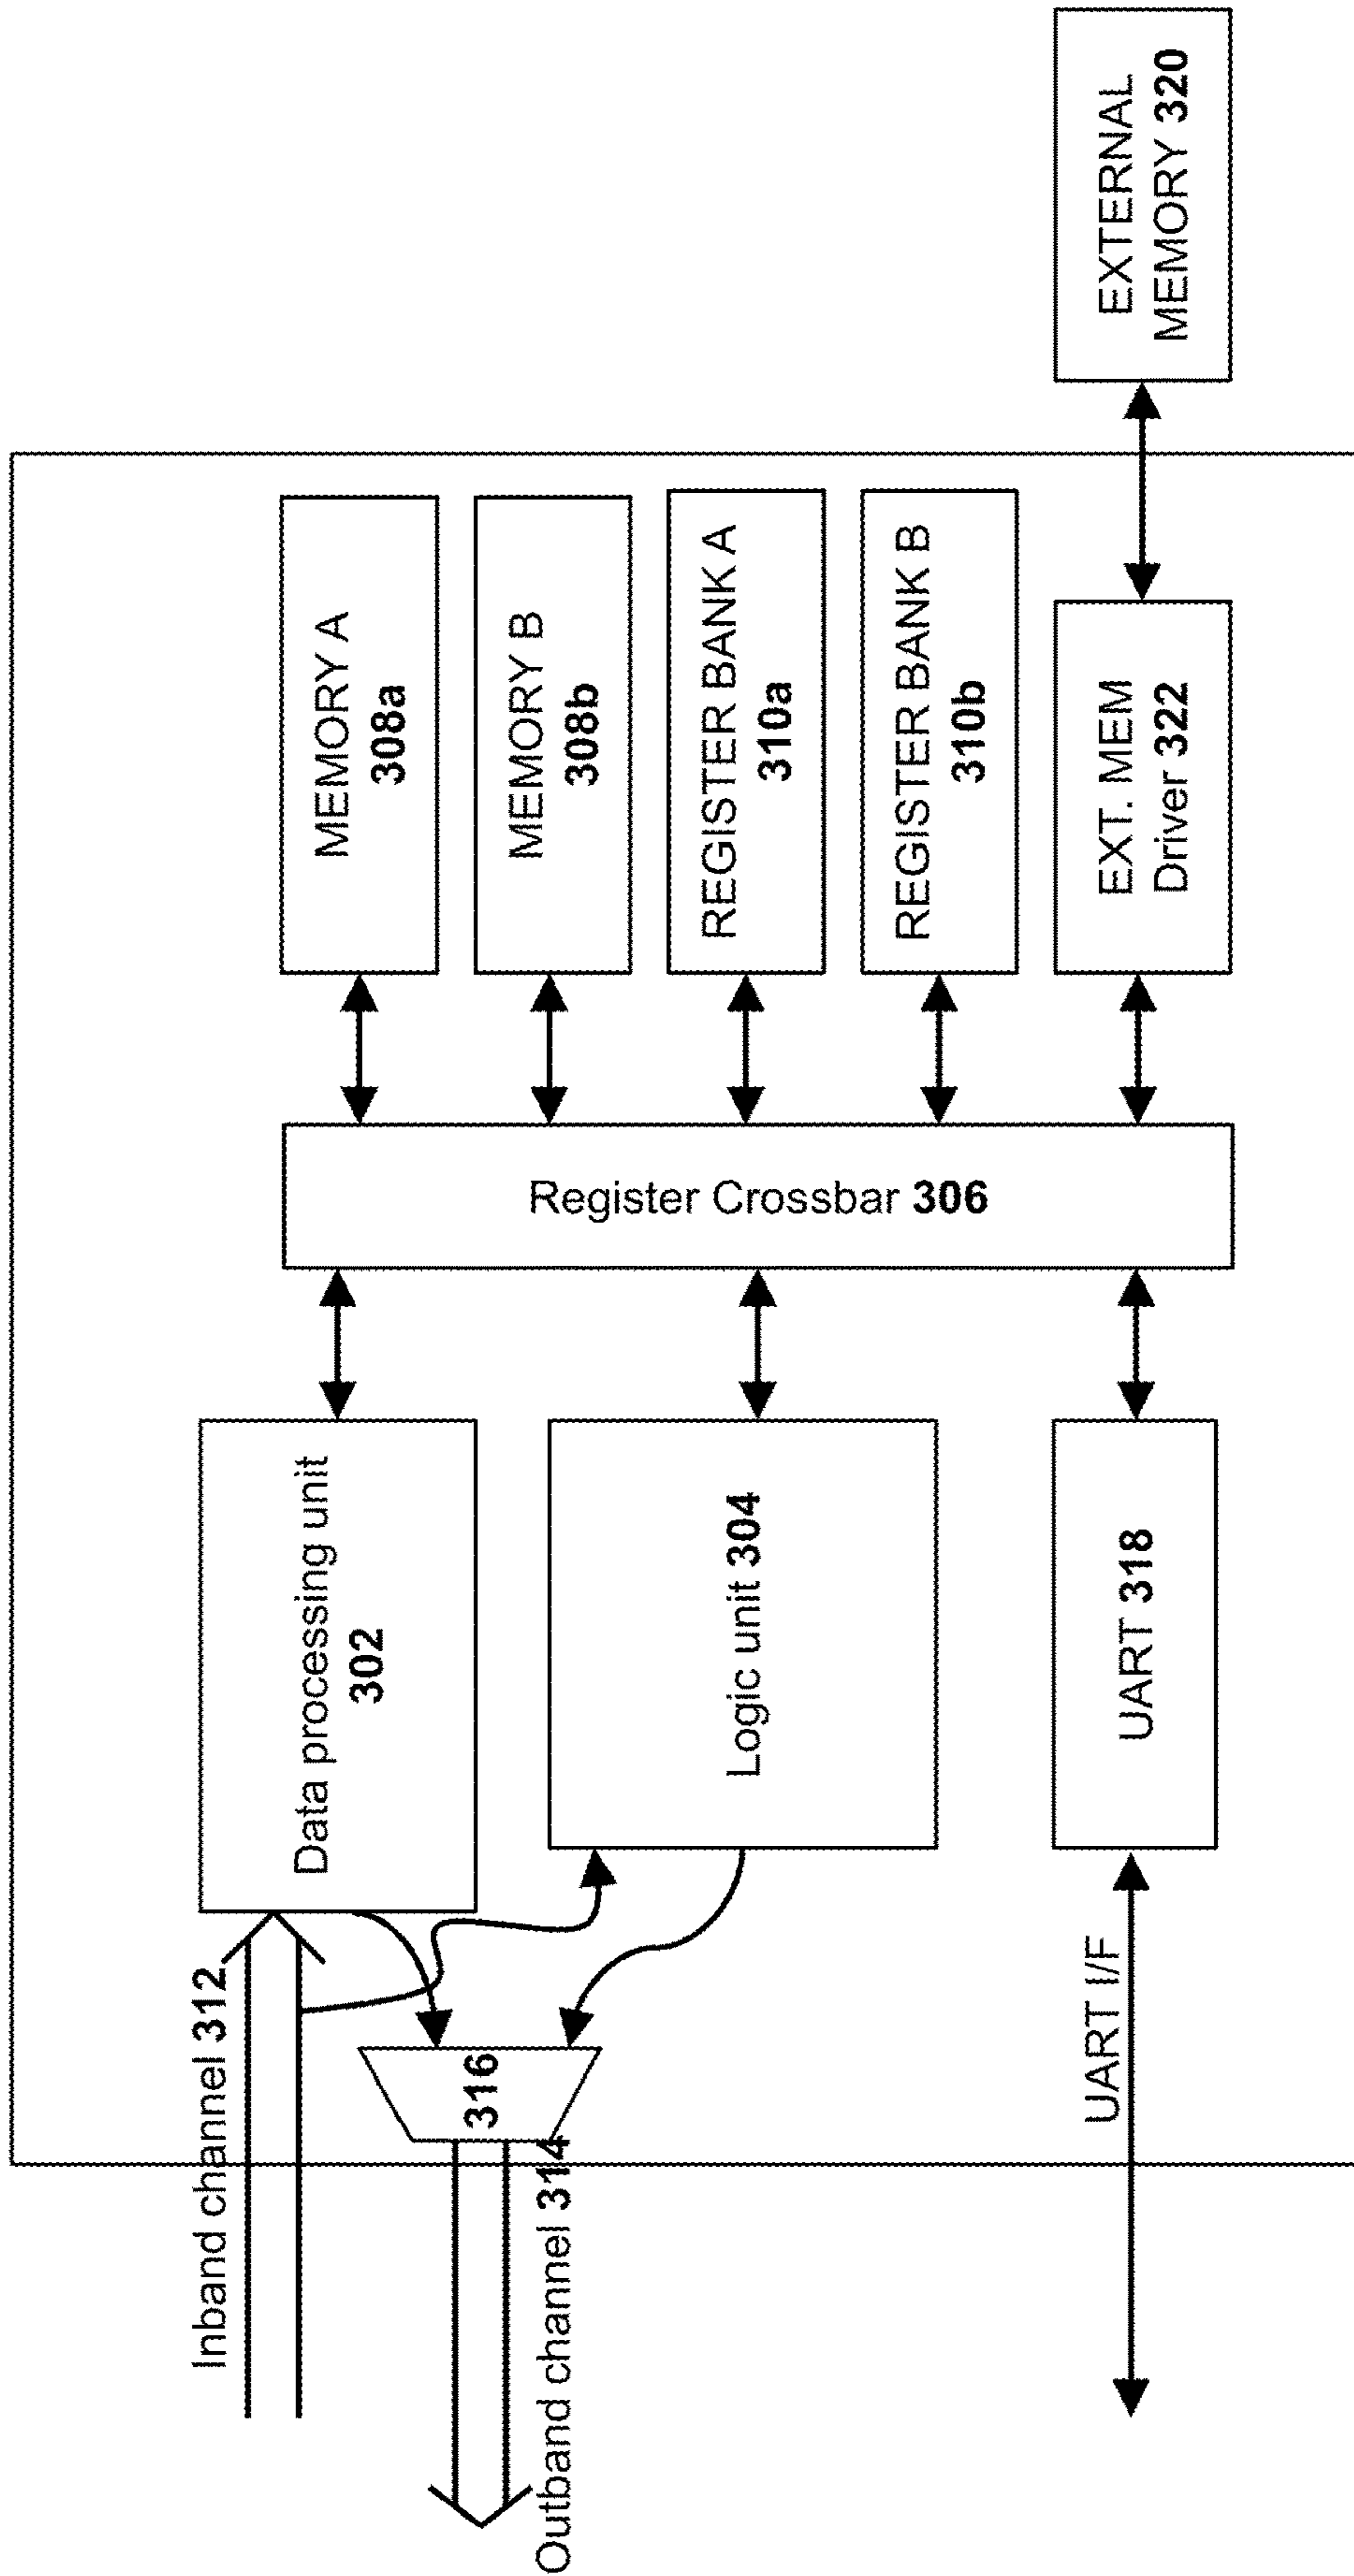 Inband channel 312
Outband channel 314
316
UART I/F
Data processing unit
302
Logic unit 304
UART 318
Register Crossbar 306
MEMORY A
308a
MEMORY B
308b
REGISTER BANK A
310a
REGISTER BANK B
310b
EXT. MEM
Driver 322
EXTERNAL
MEMORY 320